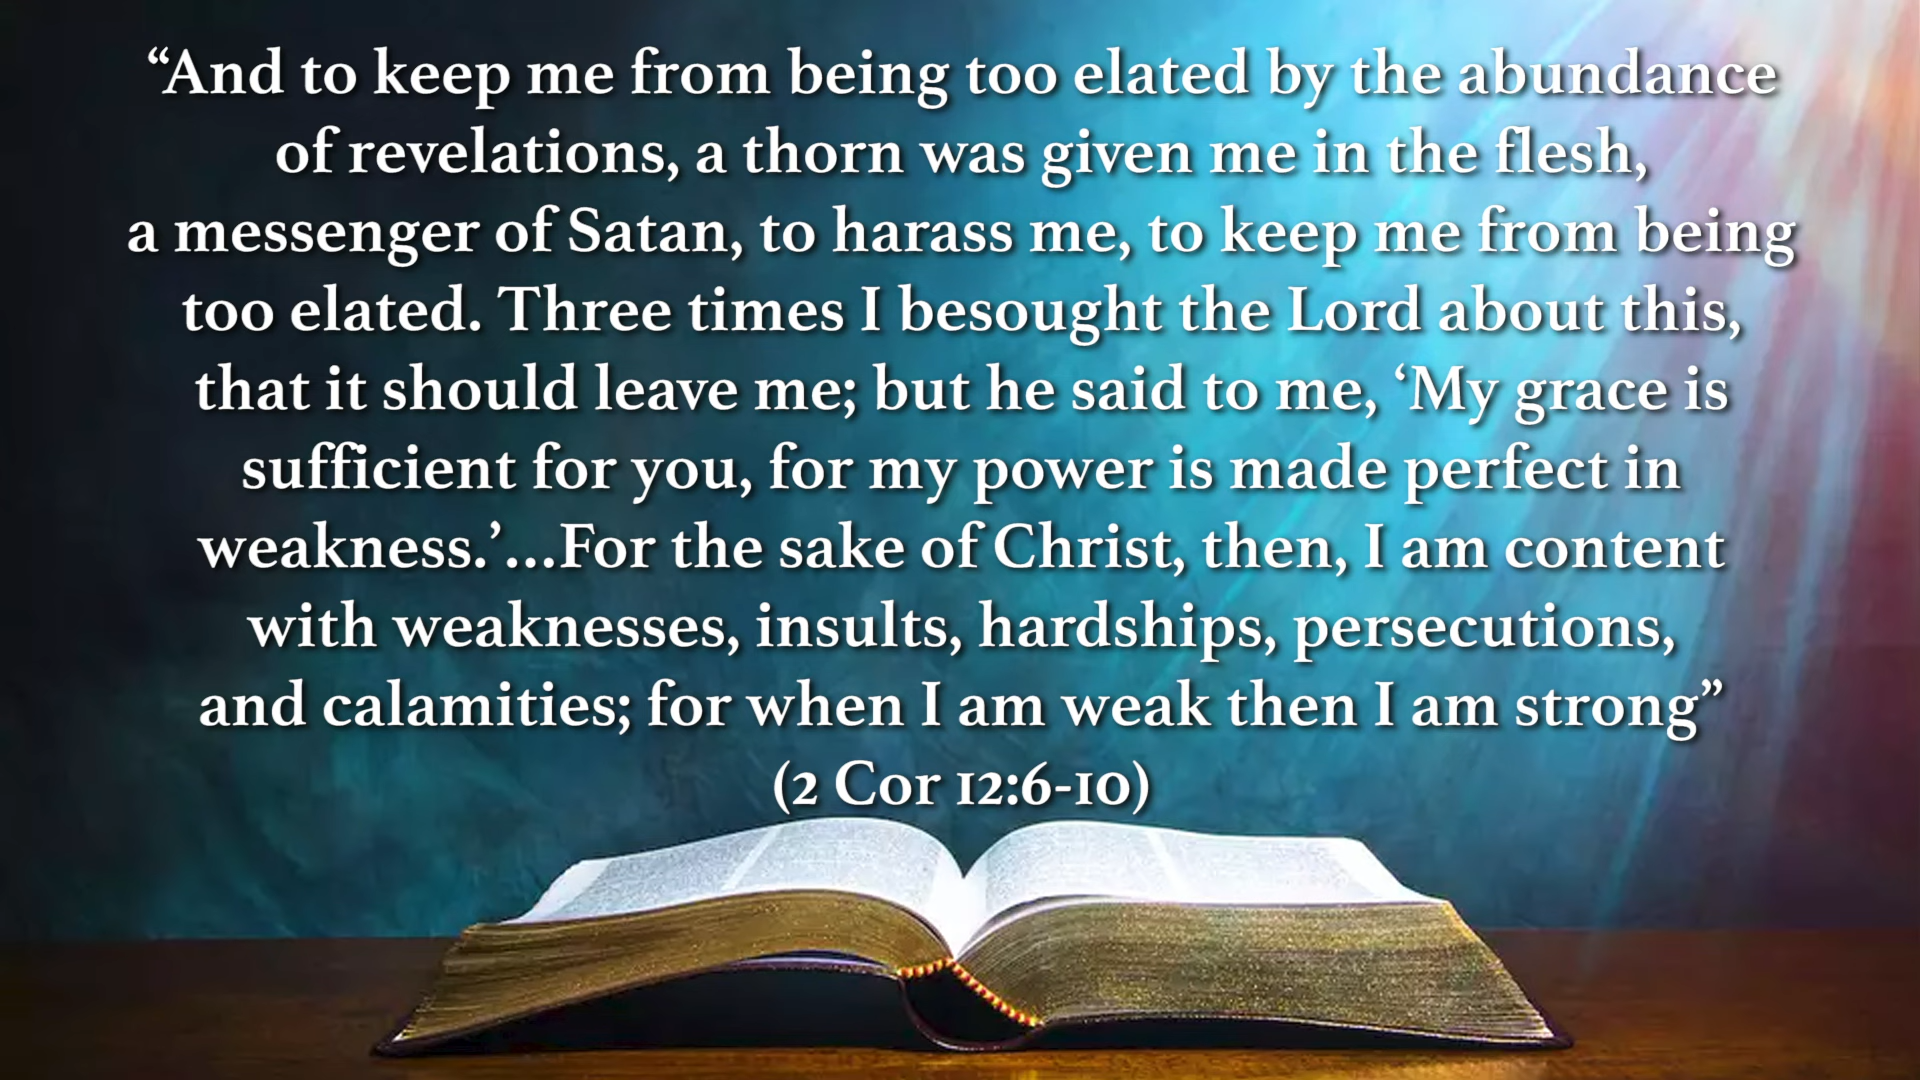 “And to keep me from being too elated by the abundance
of revelations, a thorn was given me in the flesh,
a messenger of Satan, to harass me, to keep me from being
too elated. Three times I besought the Lord about this,
that it should leave me; but he said to me, ‘My grace is
sufficient for you, for my power is made perfect in
weakness.’...For the sake of Christ, then, I am content
with weaknesses, insults, hardships, persecutions,
and calamities; for when I am weak then I am strong”
(2 Cor 12:6-10)